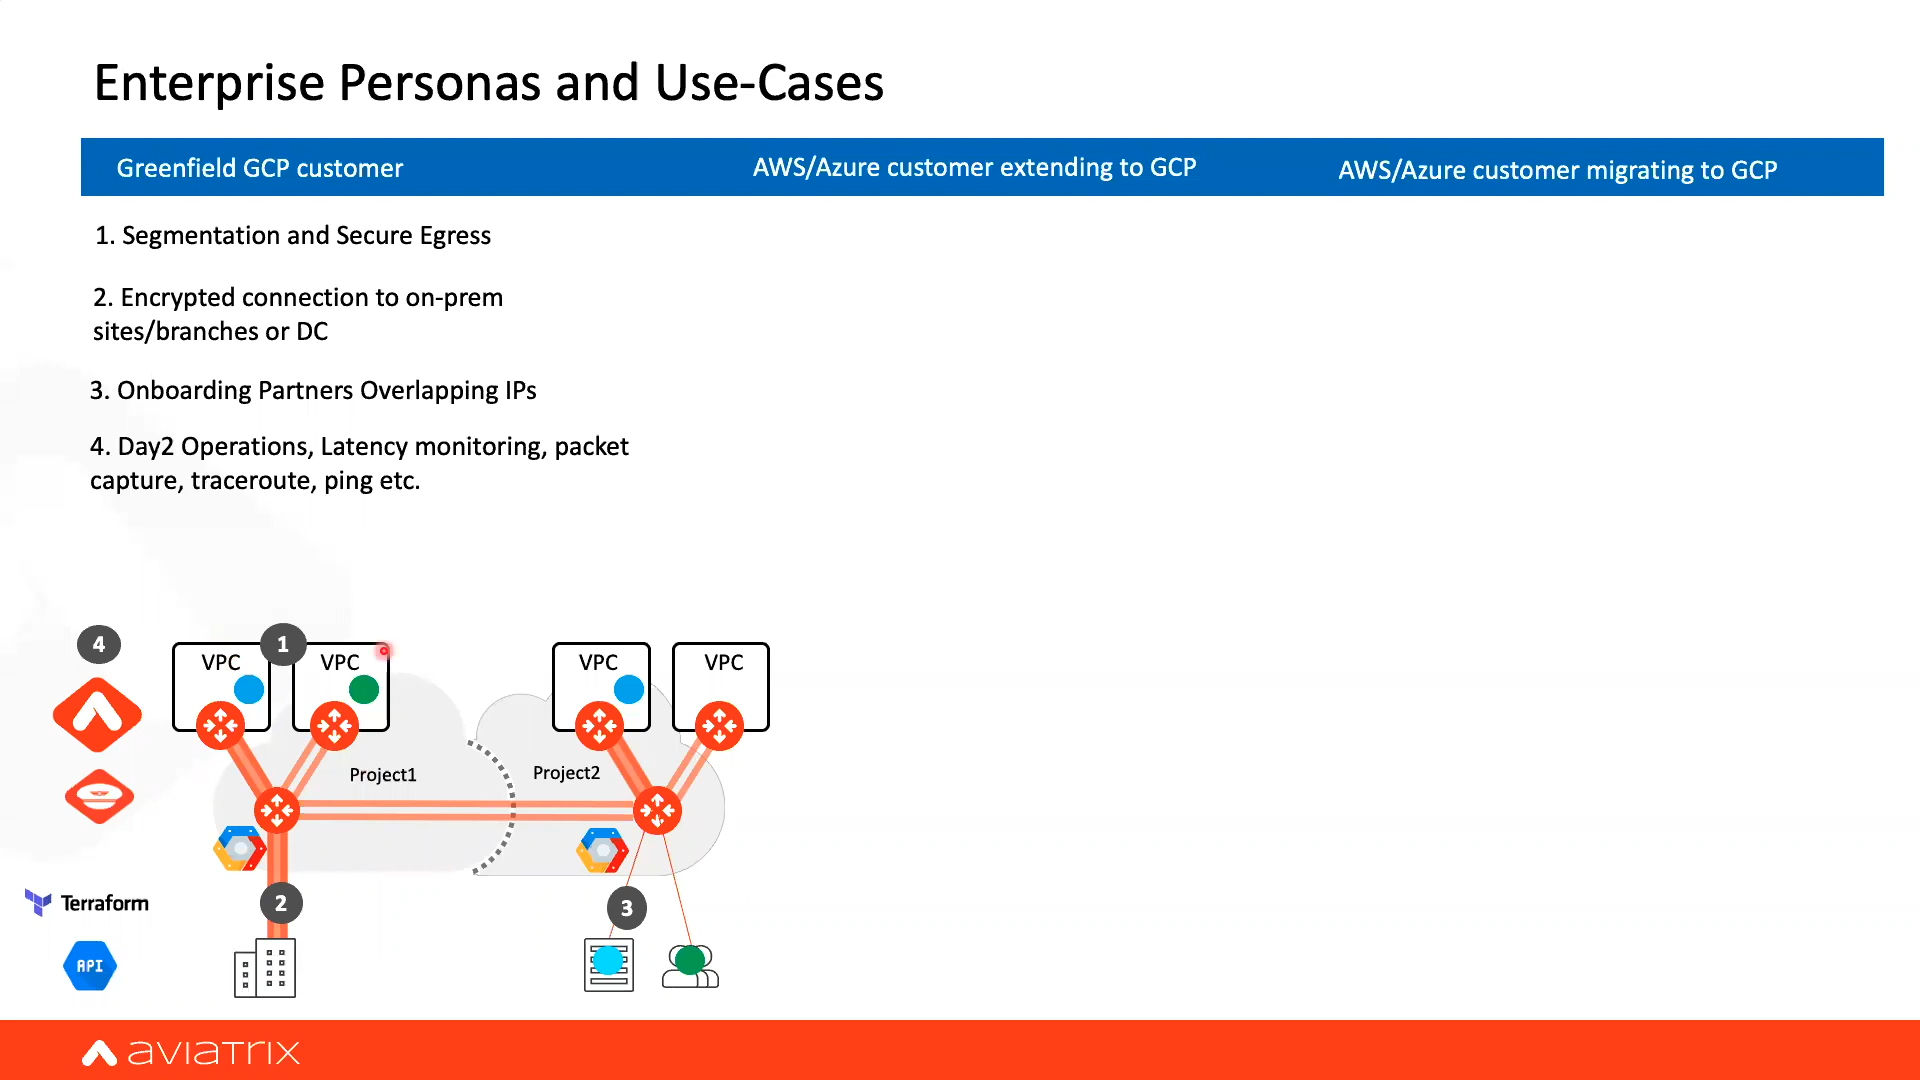 Enterprise Personas and Use-Cases
Greenfield GCP customer
AWS/Azure customer extending to GCP
AWS/Azure customer migrating to GCP
1. Segmentation and Secure Egress
2. Encrypted connection to on-prem
sites/branches or DC
3. Onboarding Partners Overlapping IPs
4. Day2 Operations, Latency monitoring, packet
capture, traceroute, ping etc.
4
VPC
1
VPC
VPC
VPC
Project1
Project2
Terraform
2
3
API
aviatrix